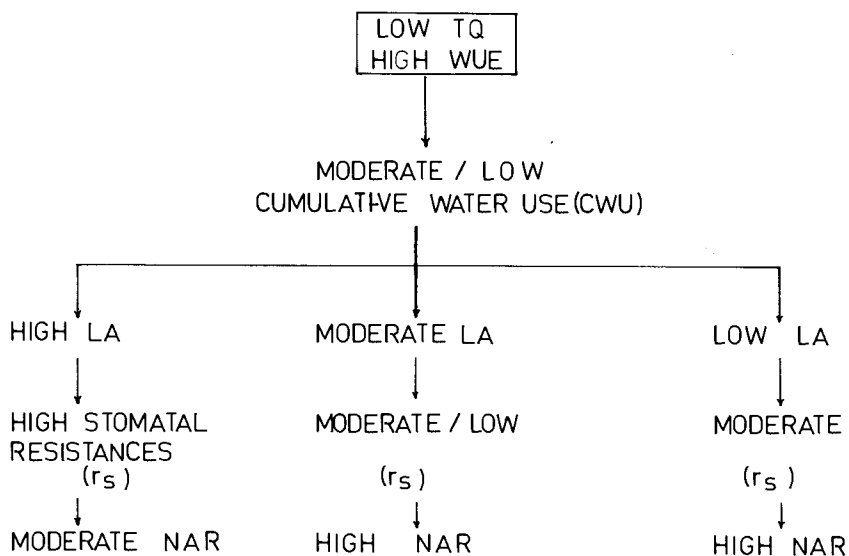 LOW TQ
HIGH WUE
MODERATE / LOW
CUMULATIVE WATER USE (CWU)
HIGH LA
MODERATE LA
LOW LA
HIGH STOMATAL
RESISTANCES
(rs)
MODERATE / LOW
(rs)
MODERATE
(rs)
MODERATE NAR
HIGH NAR
HIGH NAR